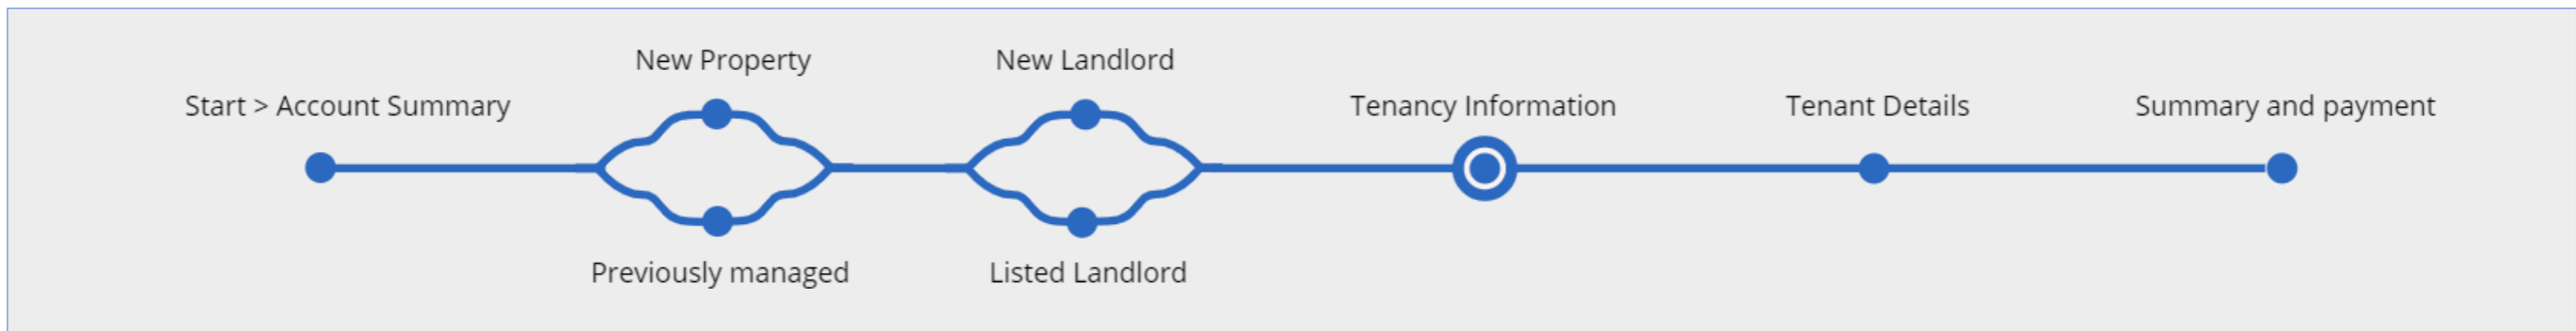 Start > Account Summary
New Property
Previously managed
New Landlord
Listed Landlord
Tenancy Information
Tenant Details
Summary and payment